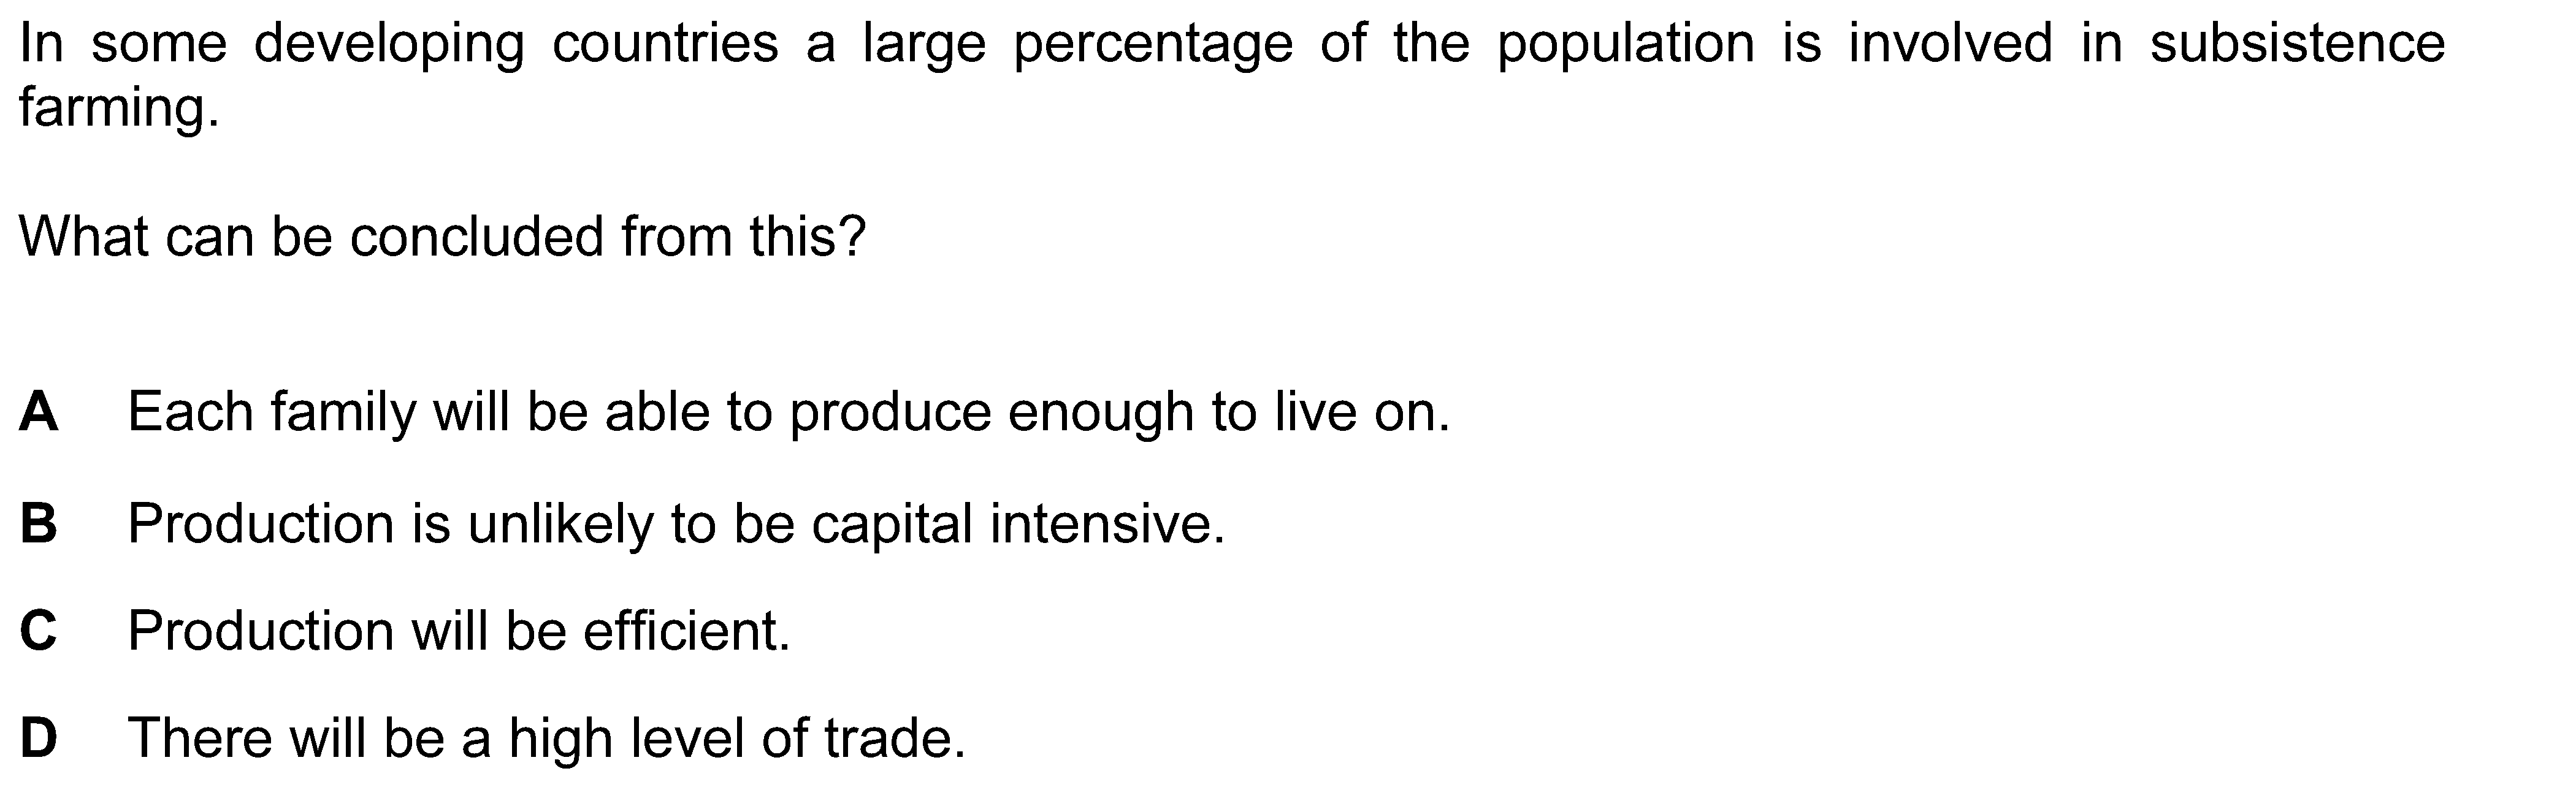 In some developing countries a large percentage of the population is involved in subsistence
farming.
What can be concluded from this?
A Each family will be able to produce enough to live on.
B Production is unlikely to be capital intensive.
C Production will be efficient.
D There will be a high level of trade.